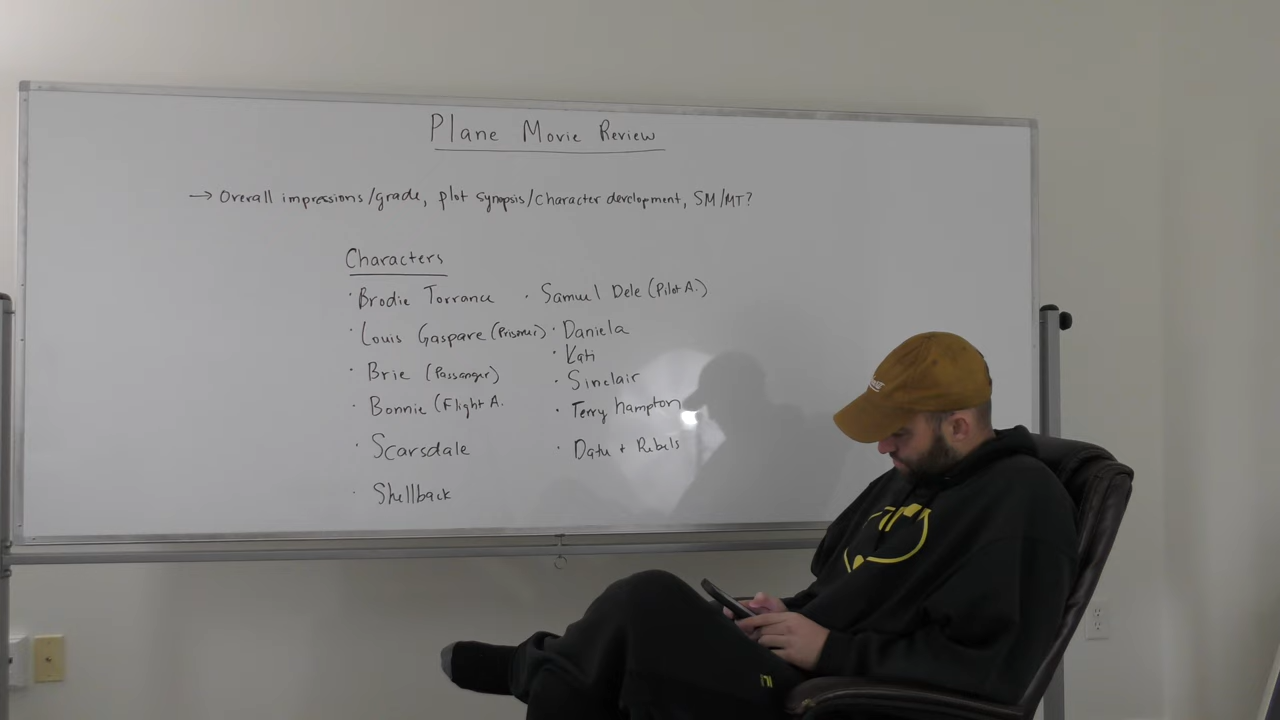 Plane Movie Review
→ Overall impressions/grade, plot synopsis/character development, SM/MT?
Characters
· Brodie Torrance
· Louis Gaspare (Prisoner)
· Brie (Passanger)
· Bonnie (Flight A.
· Scarsdale
· Shellback
· Samuel Dele (Pilot A.)
· Daniela
· Kati
· Sinclair
· Terry Hampton
· Datu + Rebels